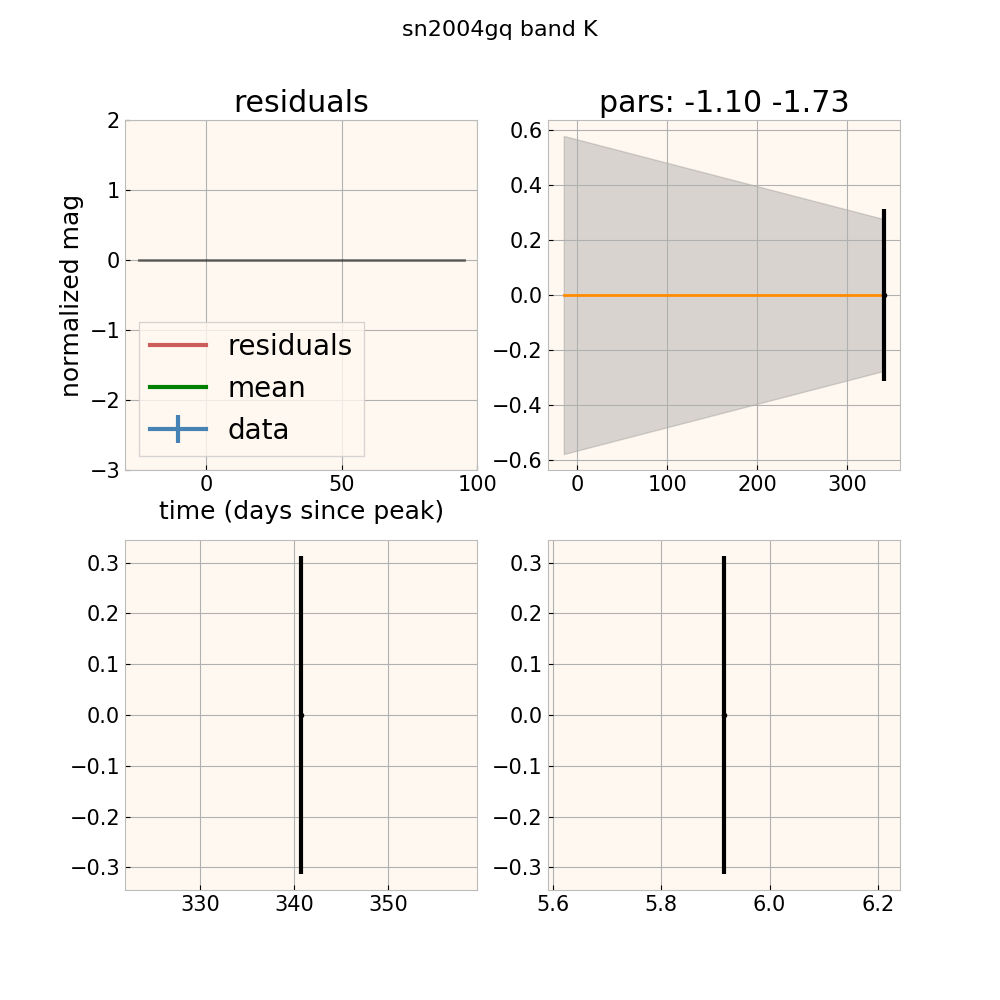 sn2004gq band K
residuals
pars: -1.10 -1.73
normalized mag
2
1
0
−1
−2
−3
residuals
mean
data
0 50 100
time (days since peak)
0.6
0.4
0.2
0.0
−0.2
−0.4
−0.6
0 100 200 300
0.3
0.2
0.1
0.0
−0.1
−0.2
−0.3
330 340 350
0.3
0.2
0.1
0.0
−0.1
−0.2
−0.3
5.6 5.8 6.0 6.2